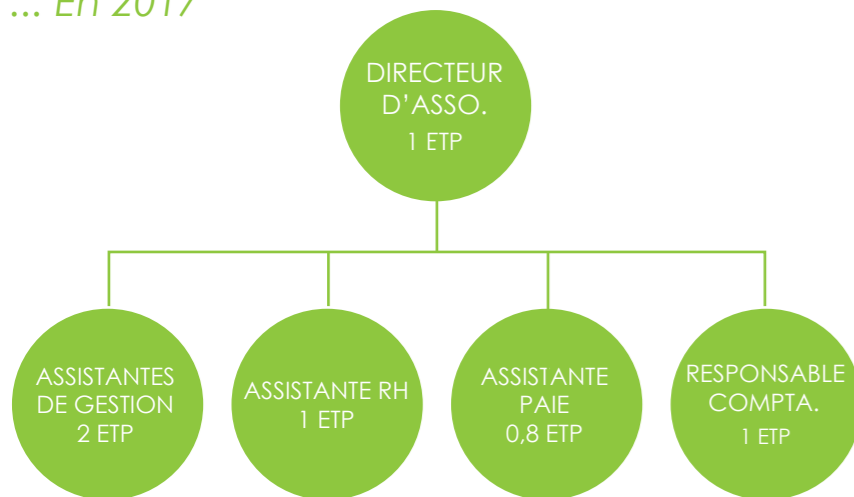 ... En 2017
DIRECTEUR
D'ASSO.
1 ETP
ASSISTANTES
DE GESTION
2 ETP
ASSISTANTE RH
1 ETP
ASSISTANTE
PAIE
0,8 ETP
RESPONSABLE
COMPTA.
1 ETP